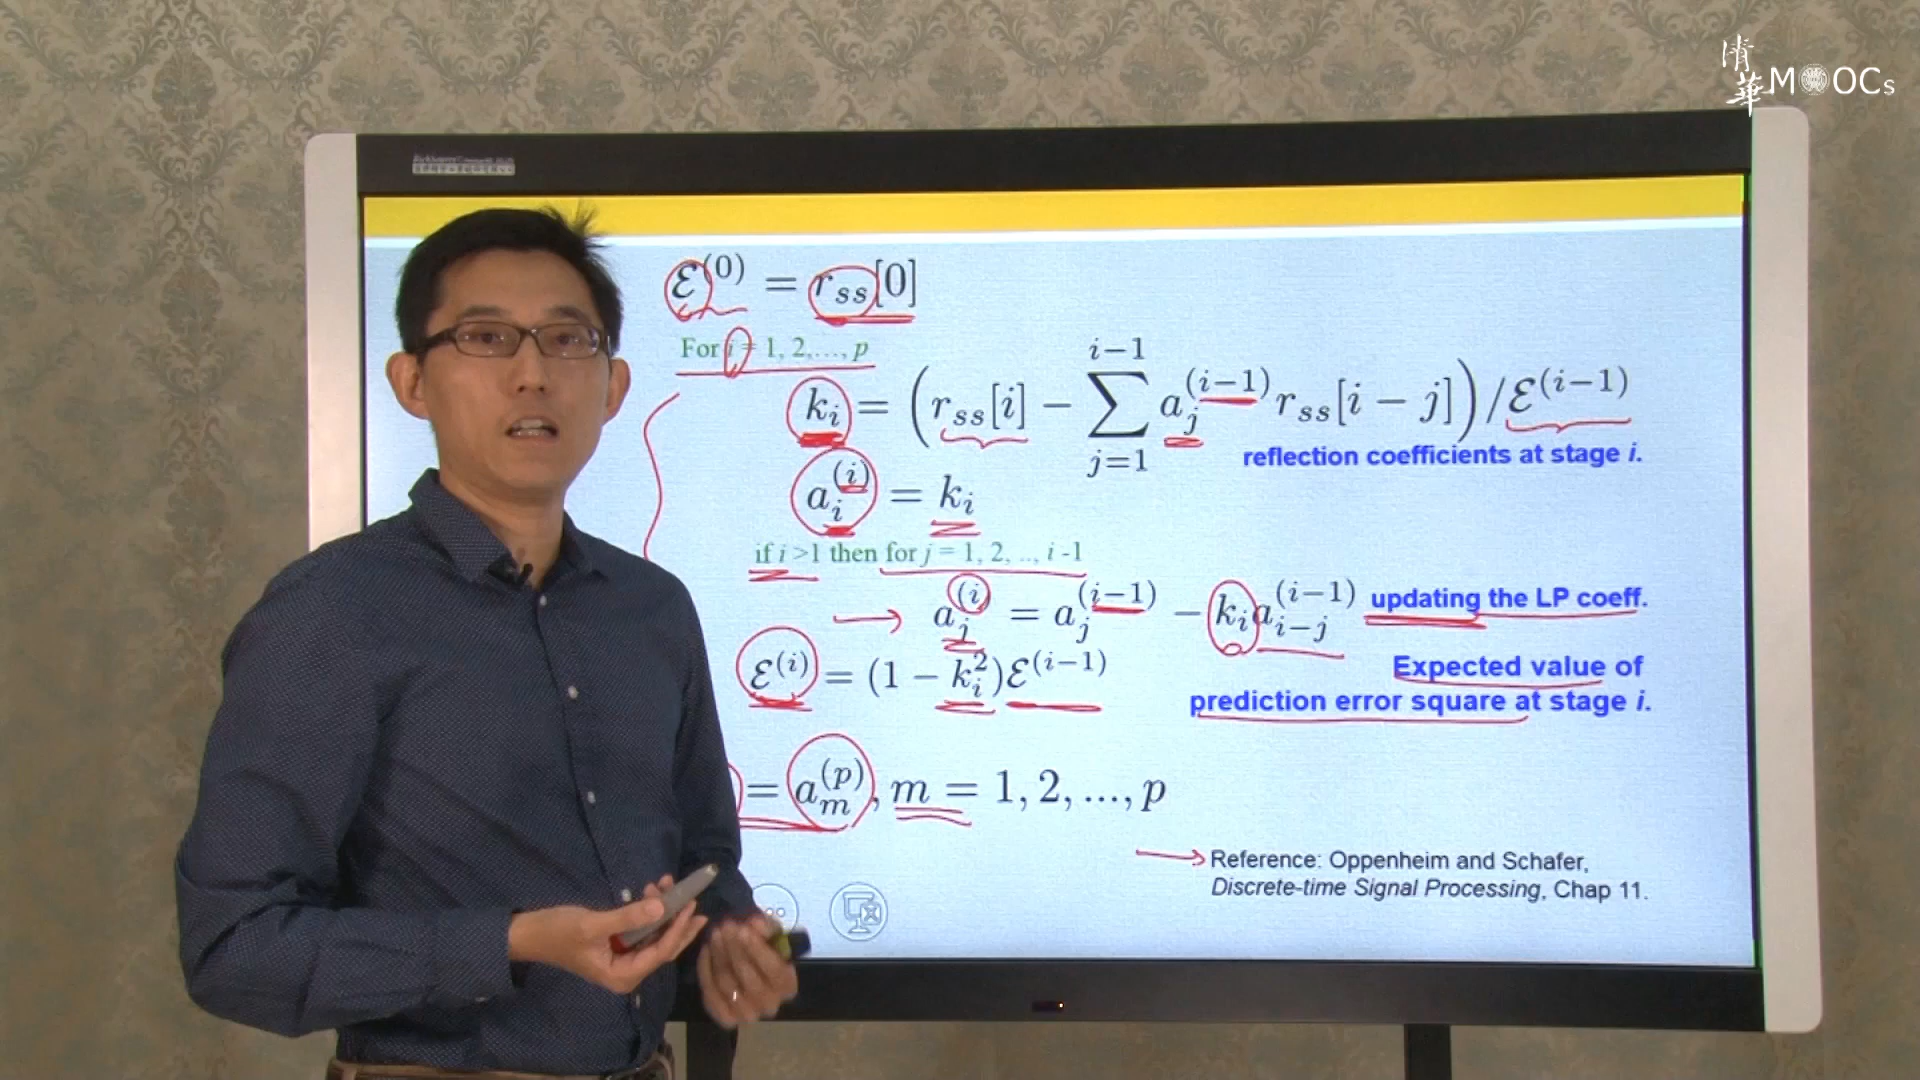 清華MOOCs
ℰ^(0) = r_ss[0]
For i = 1, 2,..., p
k_i = (r_ss[i] − ∑_{j=1}^{i−1} a_j^(i−1) r_ss[i − j]) / ℰ^(i−1)
reflection coefficients at stage i.
a_i^(i) = k_i
if i >1 then for j = 1, 2, .., i -1
a_j^(i) = a_j^(i−1) − k_i a_{i−j}^(i−1) updating the LP coeff.
ℰ^(i) = (1 − k_i^2)ℰ^(i−1) Expected value of
prediction error square at stage i.
= a_m^(p), m = 1, 2, ..., p
Reference: Oppenheim and Schafer,
Discrete-time Signal Processing, Chap 11.